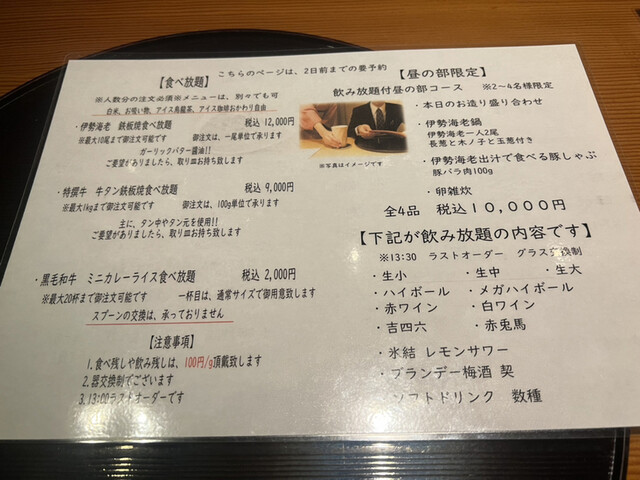 こちらのページは、2日前までの要予約
【食べ放題】
※人数分の注文必須※メニューは、別々でも可
白米、お吸い物、アイス烏龍茶、アイス珈琲おかわり自由
・伊勢海老 鉄板焼食べ放題 税込 12,000円
※最大10尾まで御注文可能です 御注文は、一尾単位で承ります
ガーリックバター醤油!!
ご要望がありましたら、取り皿お持ち致します
・特撰牛 牛タン鉄板焼食べ放題 税込 9,000円
※最大1kgまで御注文可能です 御注文は、100g単位で承ります
主に、タン中やタン元を使用!!
ご要望がありましたら、取り皿お持ち致します
・黒毛和牛 ミニカレーライス食べ放題 税込 2,000円
※最大20杯まで御注文可能です 一杯目は、通常サイズで御用意致します
スプーンの交換は、承っておりません
【注意事項】
1.食べ残しや飲み残しは、100円/g頂戴致します
2.器交換制でございます
3.13:00ラストオーダーです
【昼の部限定】
飲み放題付昼の部コース ※2~4名様限定
・本日のお造り盛り合わせ
・伊勢海老鍋
伊勢海老一人2尾
長葱と木ノ子と玉葱付き
・伊勢海老出汁で食べる豚しゃぶ
豚バラ肉100g
・卵雑炊
※写真はイメージです
全4品 税込10,000円
【下記が飲み放題の内容です】
※13:30 ラストオーダー グラス交換制
・生小 ・生中 ・生大
・ハイボール ・メガハイボール
・赤ワイン ・白ワイン
・吉四六 ・赤兎馬
・氷結 レモンサワー
・ブランデー梅酒 契
・ソフトドリンク 数種